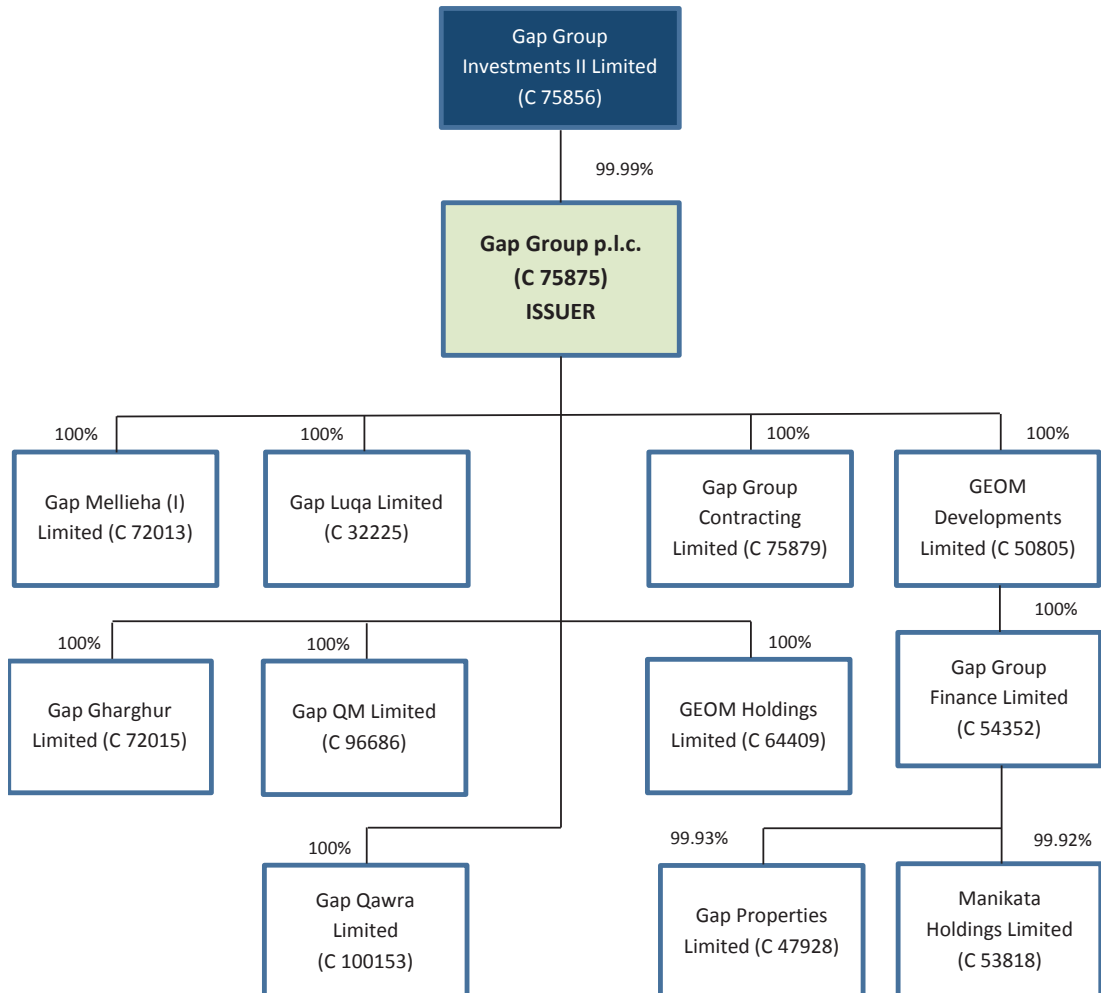 Gap Group
Investments II Limited
(C 75856)
99.99%
Gap Group p.l.c.
(C 75875)
ISSUER
100%
100%
100%
100%
Gap Mellieha (I)
Limited (C 72013)
Gap Luqa Limited
(C 32225)
Gap Group
Contracting
Limited (C 75879)
GEOM
Developments
Limited (C 50805)
100%
100%
100%
100%
Gap Gharghur
Limited (C 72015)
Gap QM Limited
(C 96686)
GEOM Holdings
Limited (C 64409)
Gap Group
Finance Limited
(C 54352)
100%
99.93%
99.92%
Gap Qawra
Limited
(C 100153)
Gap Properties
Limited (C 47928)
Manikata
Holdings Limited
(C 53818)